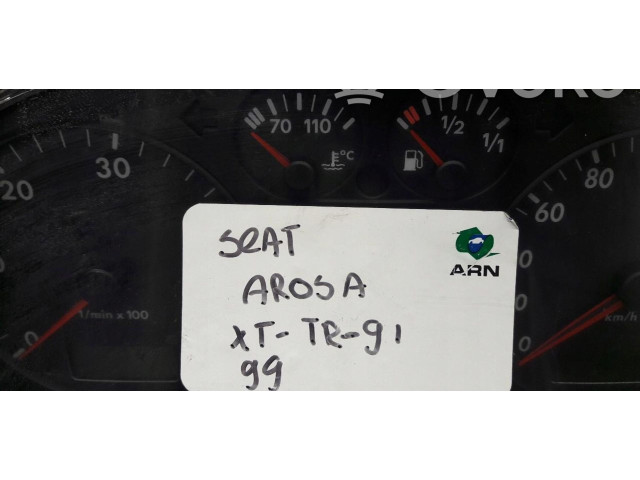 70 110
°C
1/2 1/1
20 30
1/min x 100
0
60 80
km/h
0
SEAT
AROSA
XT-TR-91
99
ARN